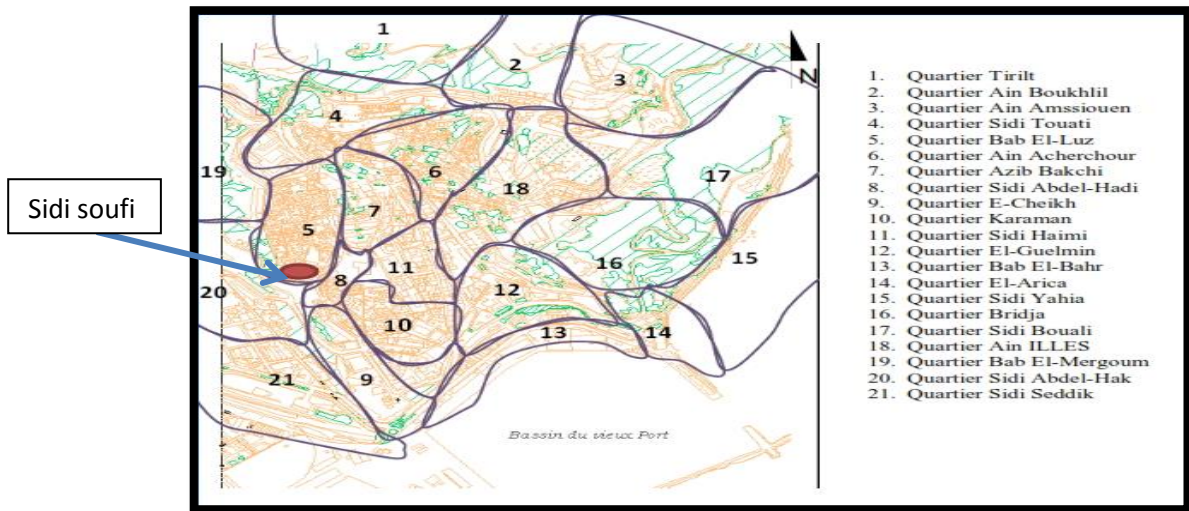 Sidi soufi
1
2
3
4
5
6
7
8
9
10
11
12
13
14
15
16
17
18
19
20
21
N
Bassin du vieux Port
1. Quartier Tirilt
2. Quartier Ain Boukhlil
3. Quartier Ain Amssiouen
4. Quartier Sidi Touati
5. Quartier Bab El-Luz
6. Quartier Ain Acherchour
7. Quartier Azib Bakchi
8. Quartier Sidi Abdel-Hadi
9. Quartier E-Cheikh
10. Quartier Karaman
11. Quartier Sidi Haimi
12. Quartier El-Guelmin
13. Quartier Bab El-Bahr
14. Quartier El-Arica
15. Quartier Sidi Yahia
16. Quartier Bridja
17. Quartier Sidi Bouali
18. Quartier Ain ILLES
19. Quartier Bab El-Mergoum
20. Quartier Sidi Abdel-Hak
21. Quartier Sidi Seddik